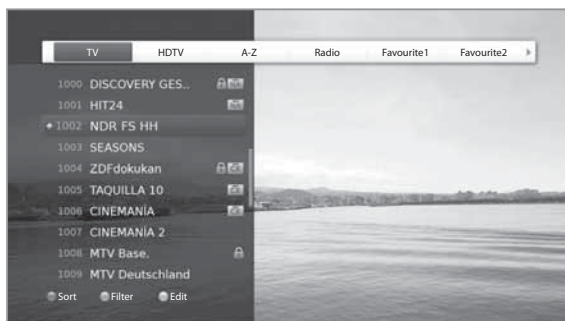 TV HDTV A-Z Radio Favourite1 Favourite2
1000 DISCOVERY GES..
1001 HIT24
1002 NDR FS HH
1003 SEASONS
1004 ZDFdokukan
1005 TAQUILLA 10
1006 CINEMANÍA
1007 CINEMANÍA 2
1008 MTV Base.
1009 MTV Deutschland
Sort Filter Edit